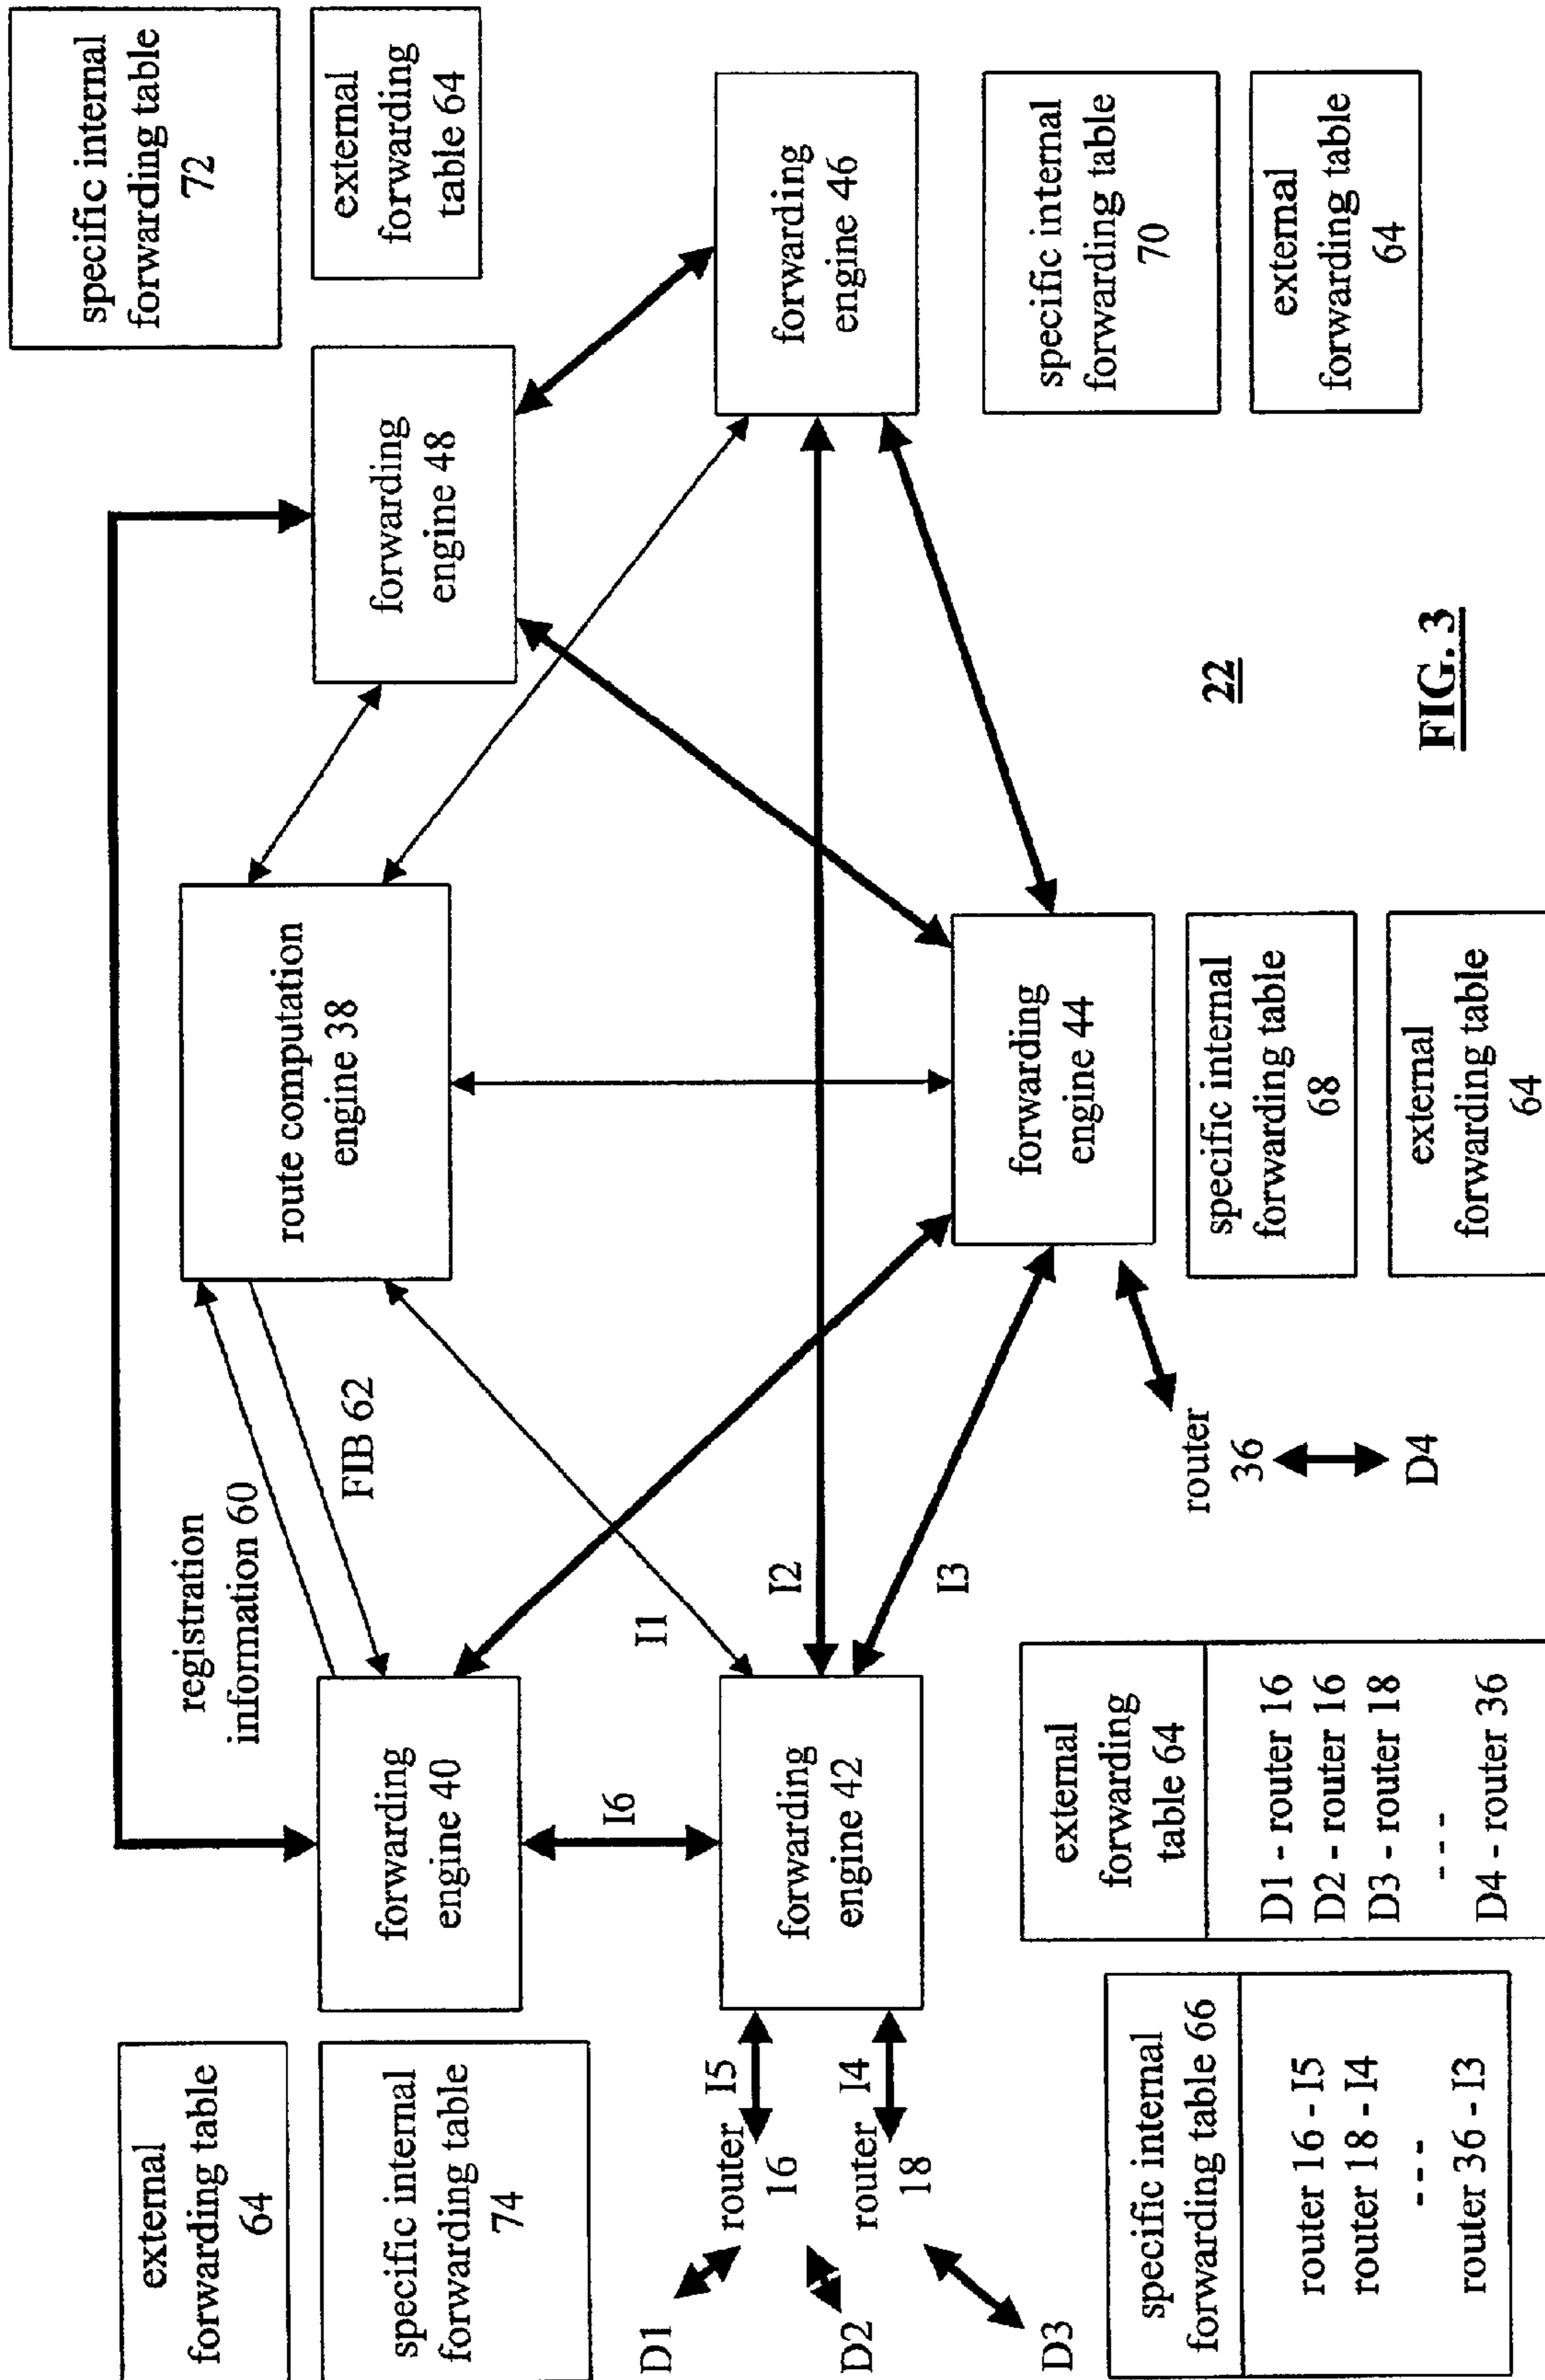 external
forwarding table
64
specific internal
forwarding table
74
registration
information 60
FIB 62
route computation
engine 38
specific internal
forwarding table
72
external
forwarding
table 64
forwarding
engine 40
forwarding
engine 48
I6
I1
I2
I3
forwarding
engine 42
forwarding
engine 46
D1
D2
D3
router
16
I5
router
18
I4
forwarding
engine 44
router
36
D4
specific internal
forwarding table
70
external
forwarding table
64
specific internal
forwarding table
68
external
forwarding table
64
specific internal
forwarding table 66
router 16 - I5
router 18 - I4
- - -
router 36 - I3
external
forwarding
table 64
D1 - router 16
D2 - router 16
D3 - router 18
- - -
D4 - router 36
22
FIG. 3